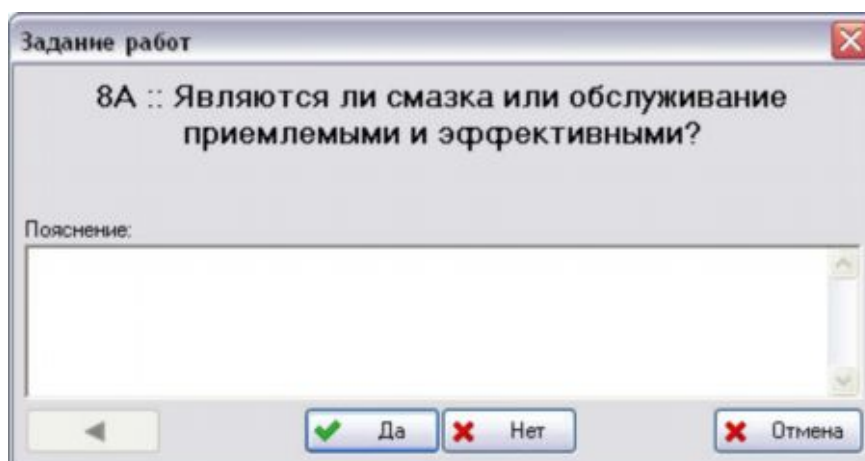 Задание работ
8A :: Являются ли смазка или обслуживание
приемлемыми и эффективными?
Пояснение:
Да
Нет
Отмена